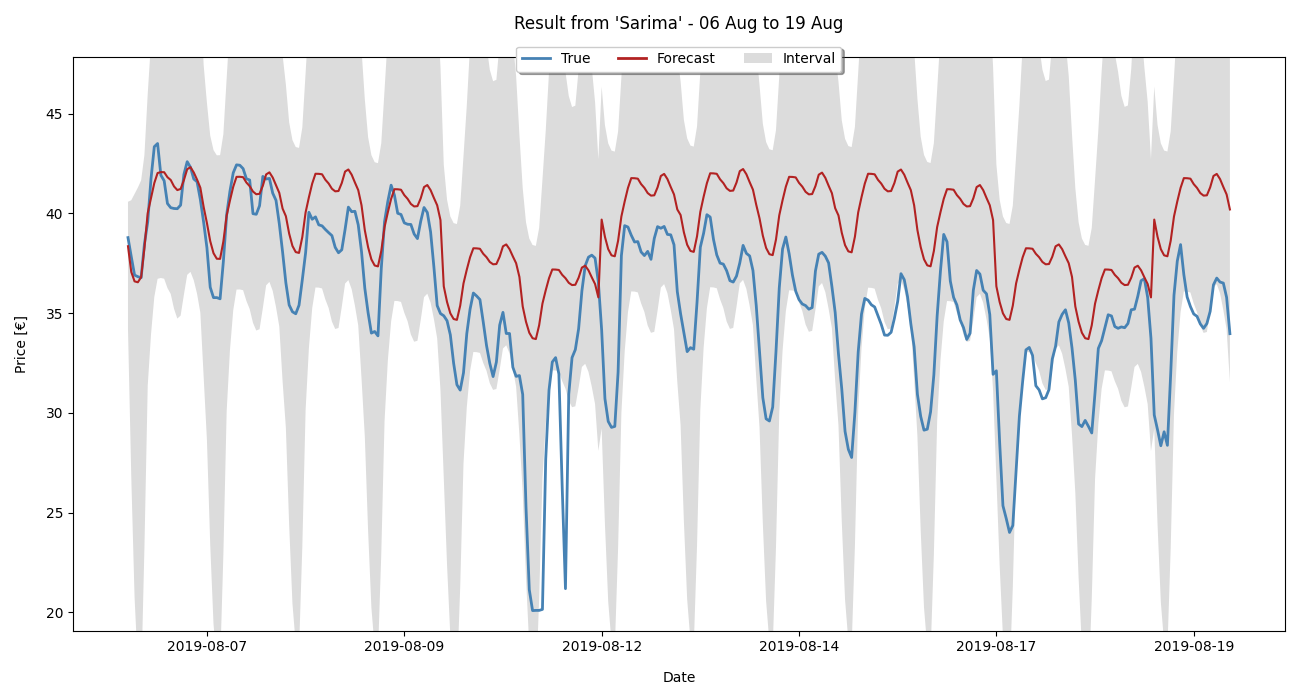 Result from 'Sarima' - 06 Aug to 19 Aug
True
Forecast
Interval
45
40
35
30
25
20
Price [€]
2019-08-07
2019-08-09
2019-08-12
2019-08-14
2019-08-17
2019-08-19
Date